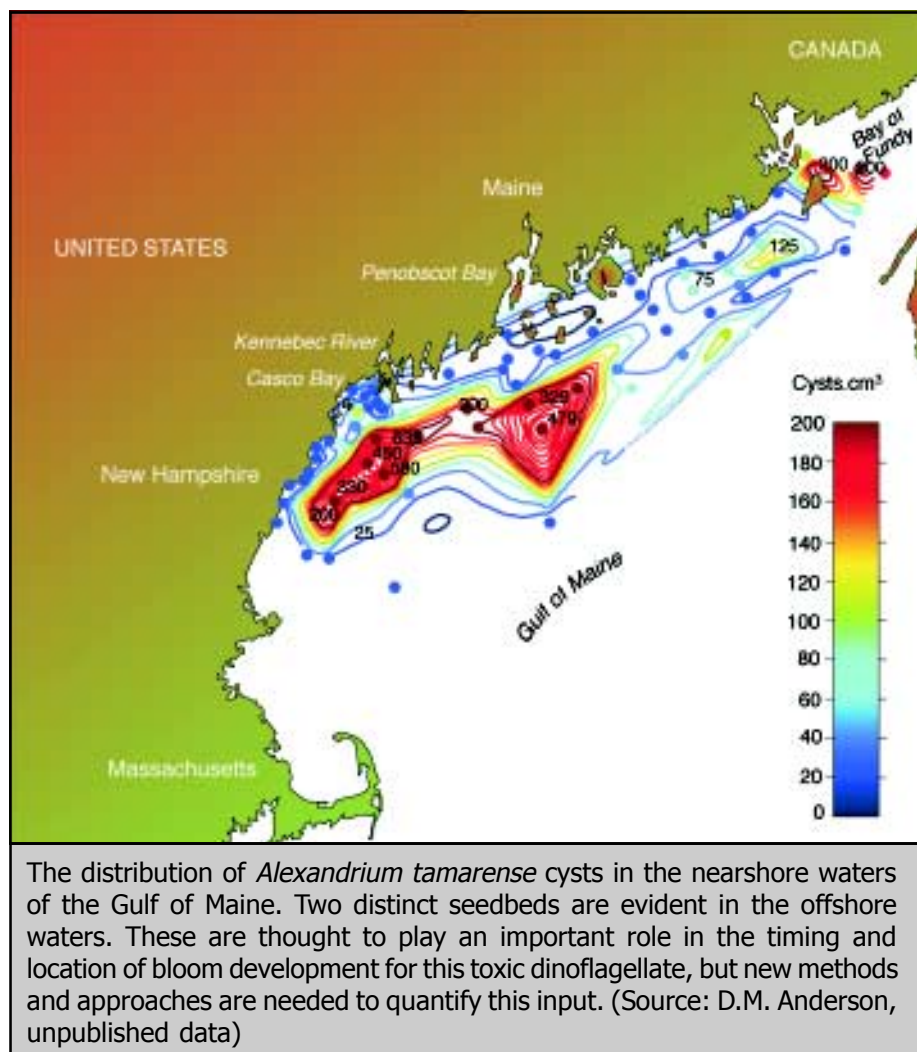 CANADA
Bay of
Fundy
Maine
UNITED STATES
125
Penobscot Bay
75
Kennebec River
Cysts.cm³
Casco Bay
200
329
200
479
180
450
580
New Hampshire
160
330
200
25
140
120
Gulf of Maine
100
80
60
Massachusetts
40
20
0
The distribution of Alexandrium tamarense cysts in the nearshore waters
of the Gulf of Maine. Two distinct seedbeds are evident in the offshore
waters. These are thought to play an important role in the timing and
location of bloom development for this toxic dinoflagellate, but new methods
and approaches are needed to quantify this input. (Source: D.M. Anderson,
unpublished data)